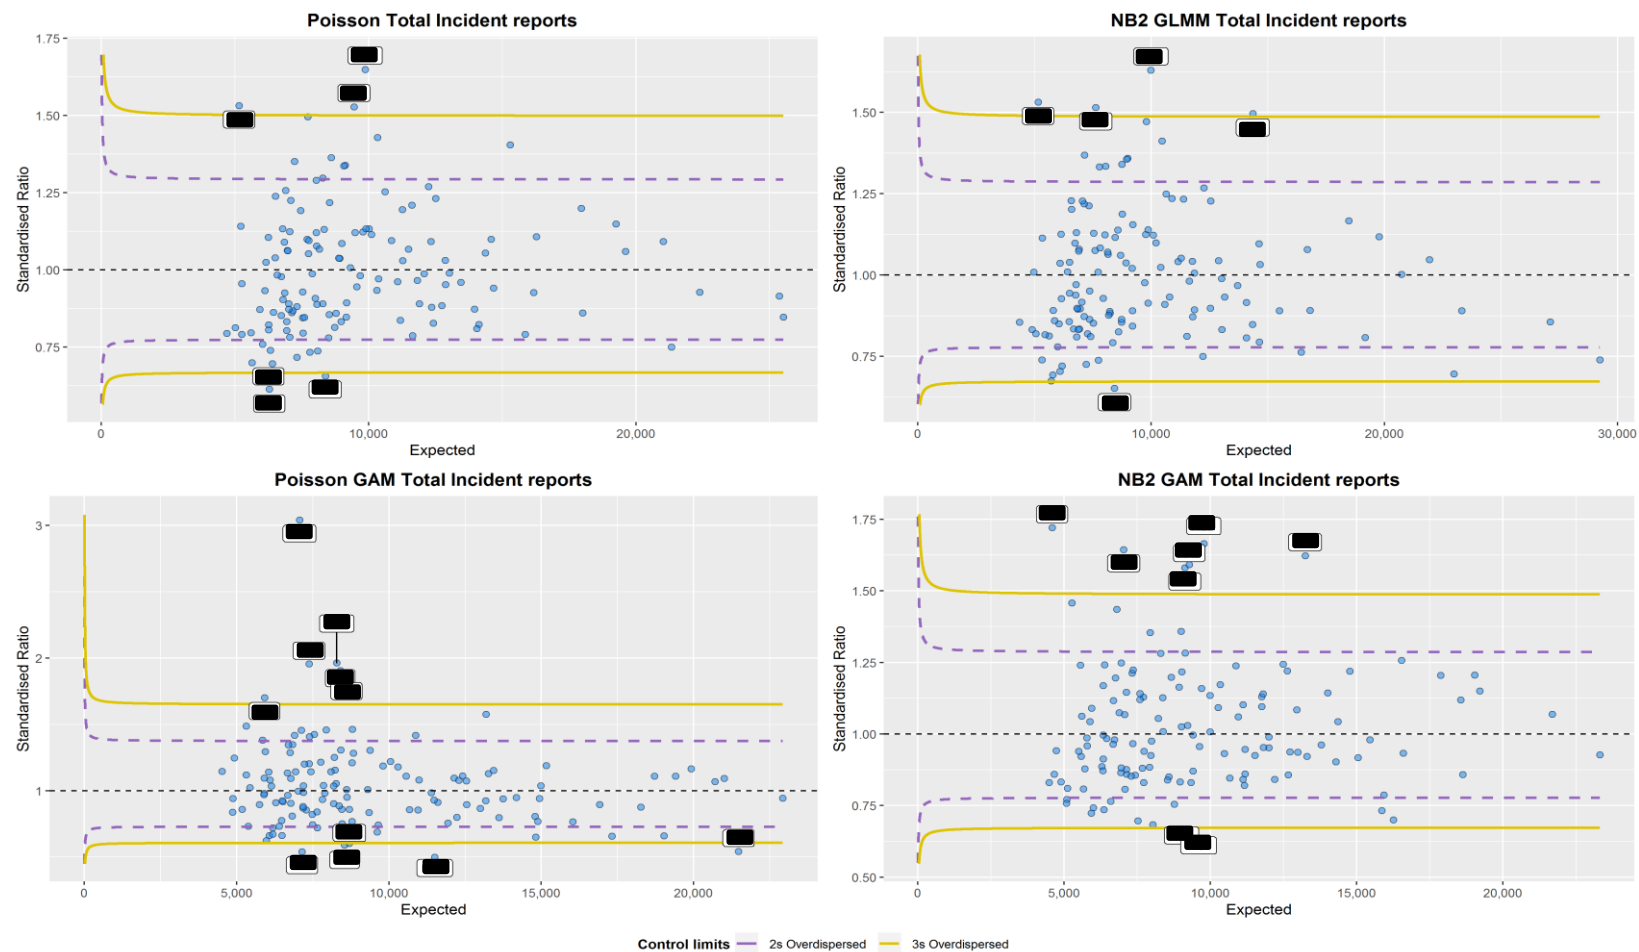 Poisson Total Incident reports
1.75
1.50
1.25
1.00
0.75
Standardised Ratio
0
10,000
20,000
Expected
NB2 GLMM Total Incident reports
1.50
1.25
1.00
0.75
Standardised Ratio
0
10,000
20,000
30,000
Expected
Poisson GAM Total Incident reports
3
2
1
Standardised Ratio
0
5,000
10,000
15,000
20,000
Expected
NB2 GAM Total Incident reports
1.75
1.50
1.25
1.00
0.75
0.50
Standardised Ratio
0
5,000
10,000
15,000
20,000
Expected
Control limits 2s Overdispersed 3s Overdispersed